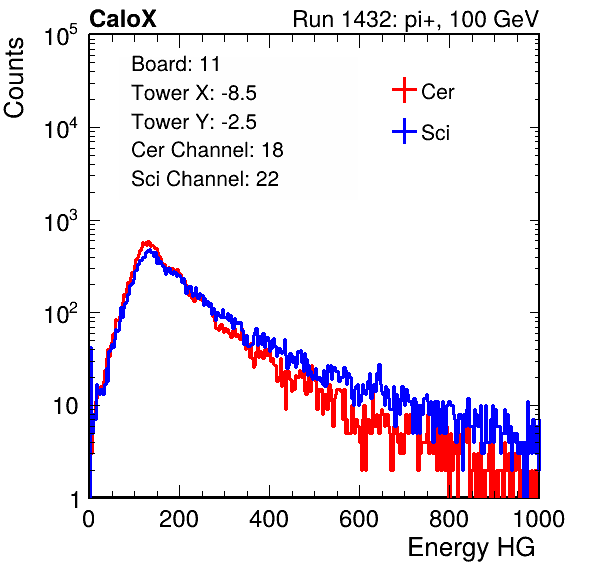 CaloX
Run 1432: pi+, 100 GeV
Counts
Board: 11
Tower X: -8.5
Tower Y: -2.5
Cer Channel: 18
Sci Channel: 22
Cer
Sci
10^5
10^4
10^3
10^2
10
1
0 200 400 600 800 1000
Energy HG